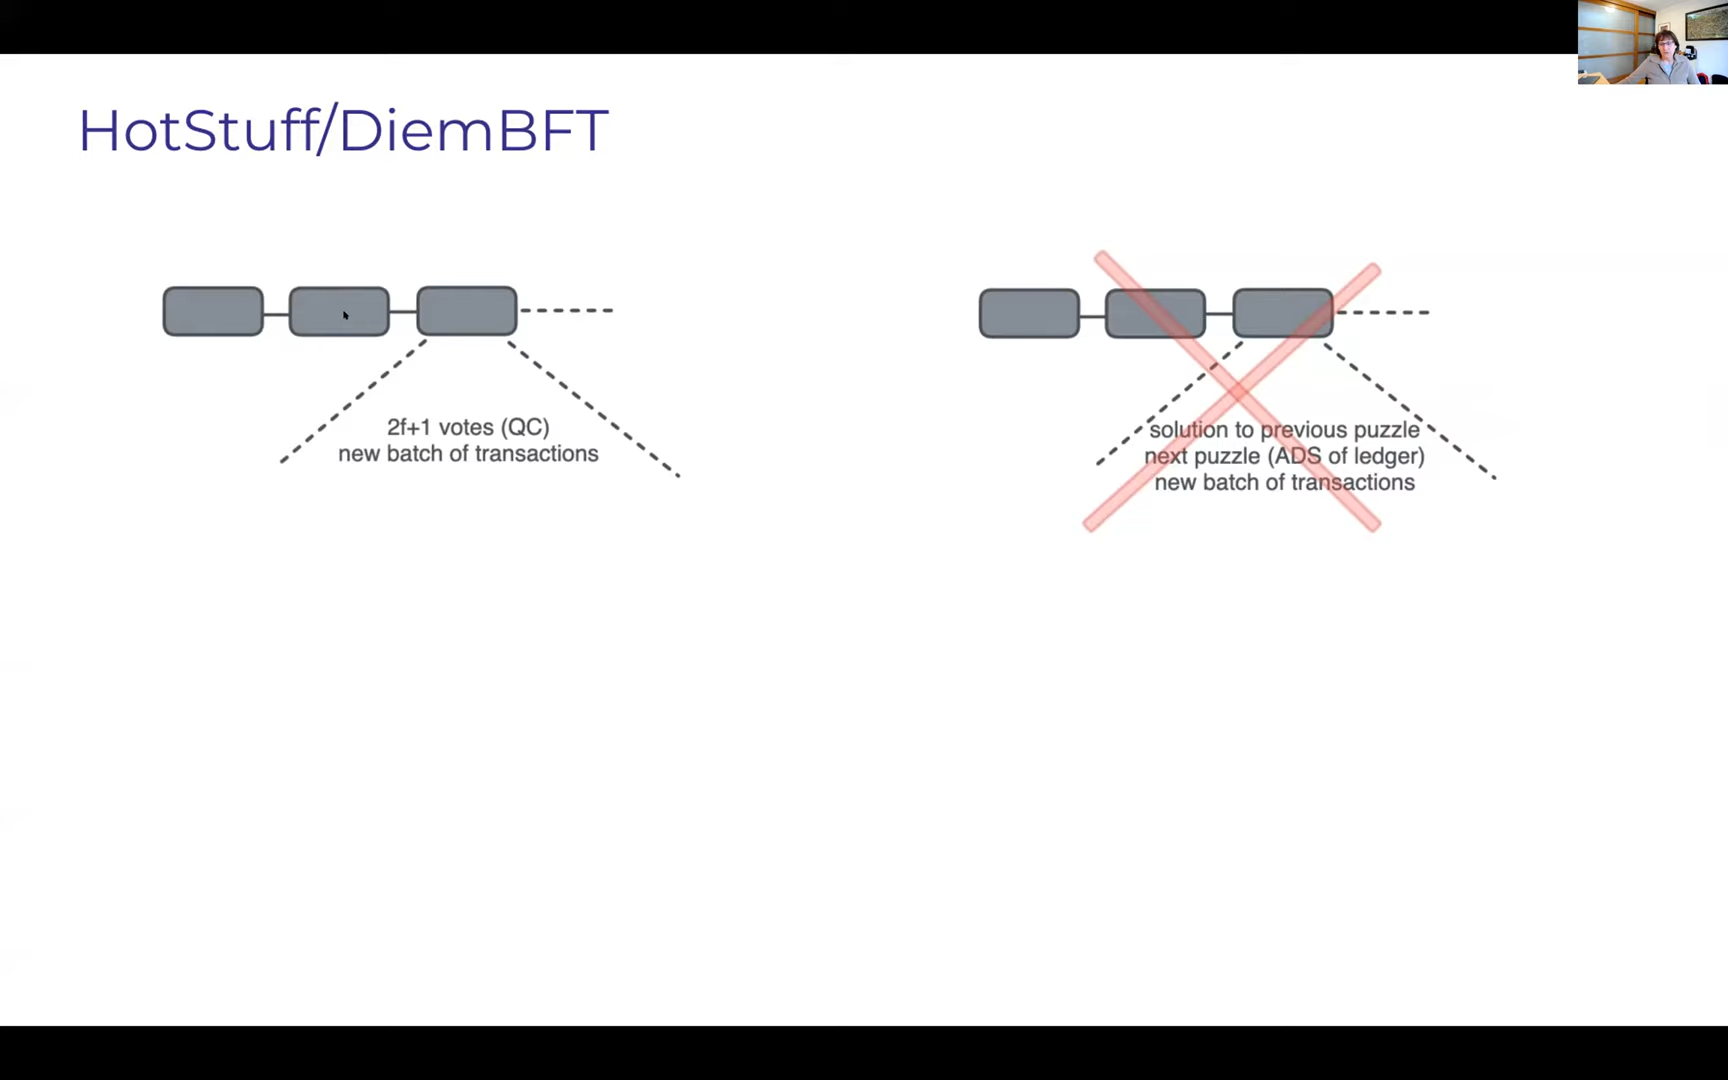 HotStuff/DiemBFT
2f+1 votes (QC)
new batch of transactions
solution to previous puzzle
next puzzle (ADS of ledger)
new batch of transactions